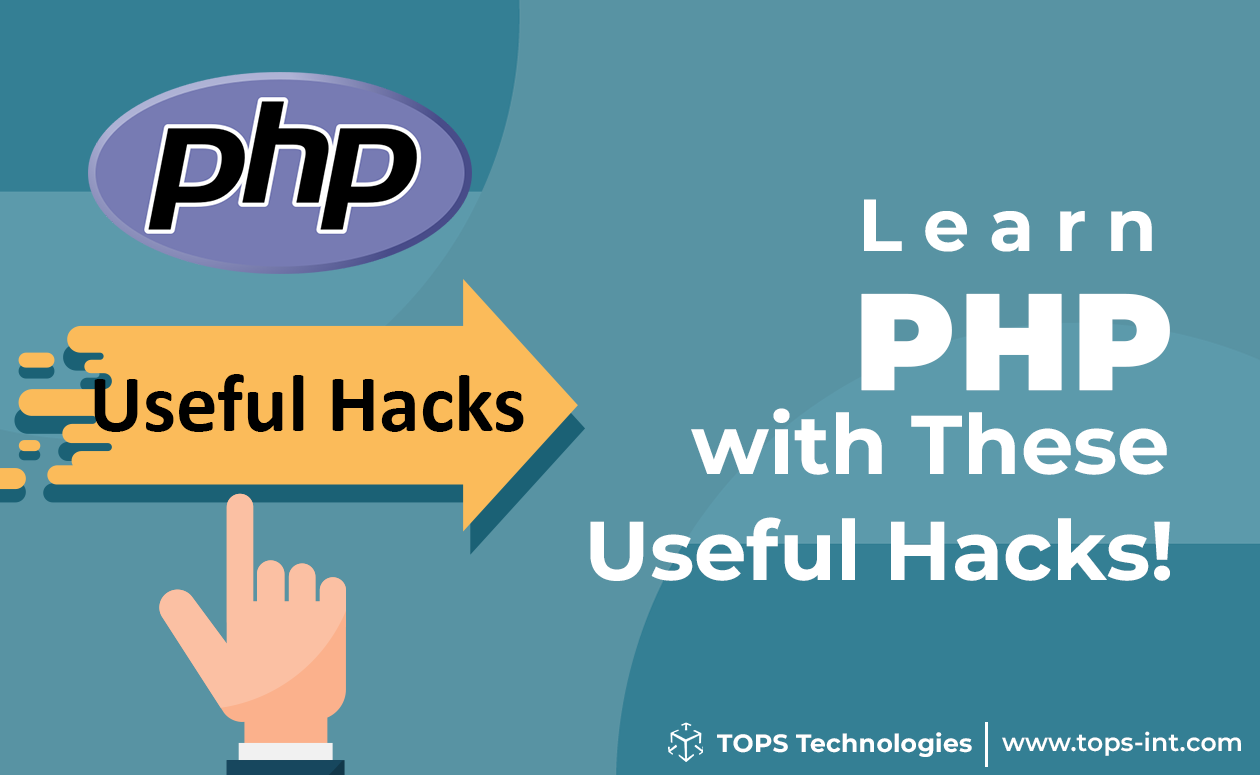 php
Useful Hacks
Learn
PHP
with These
Useful Hacks!
TOPS Technologies | www.tops-int.com